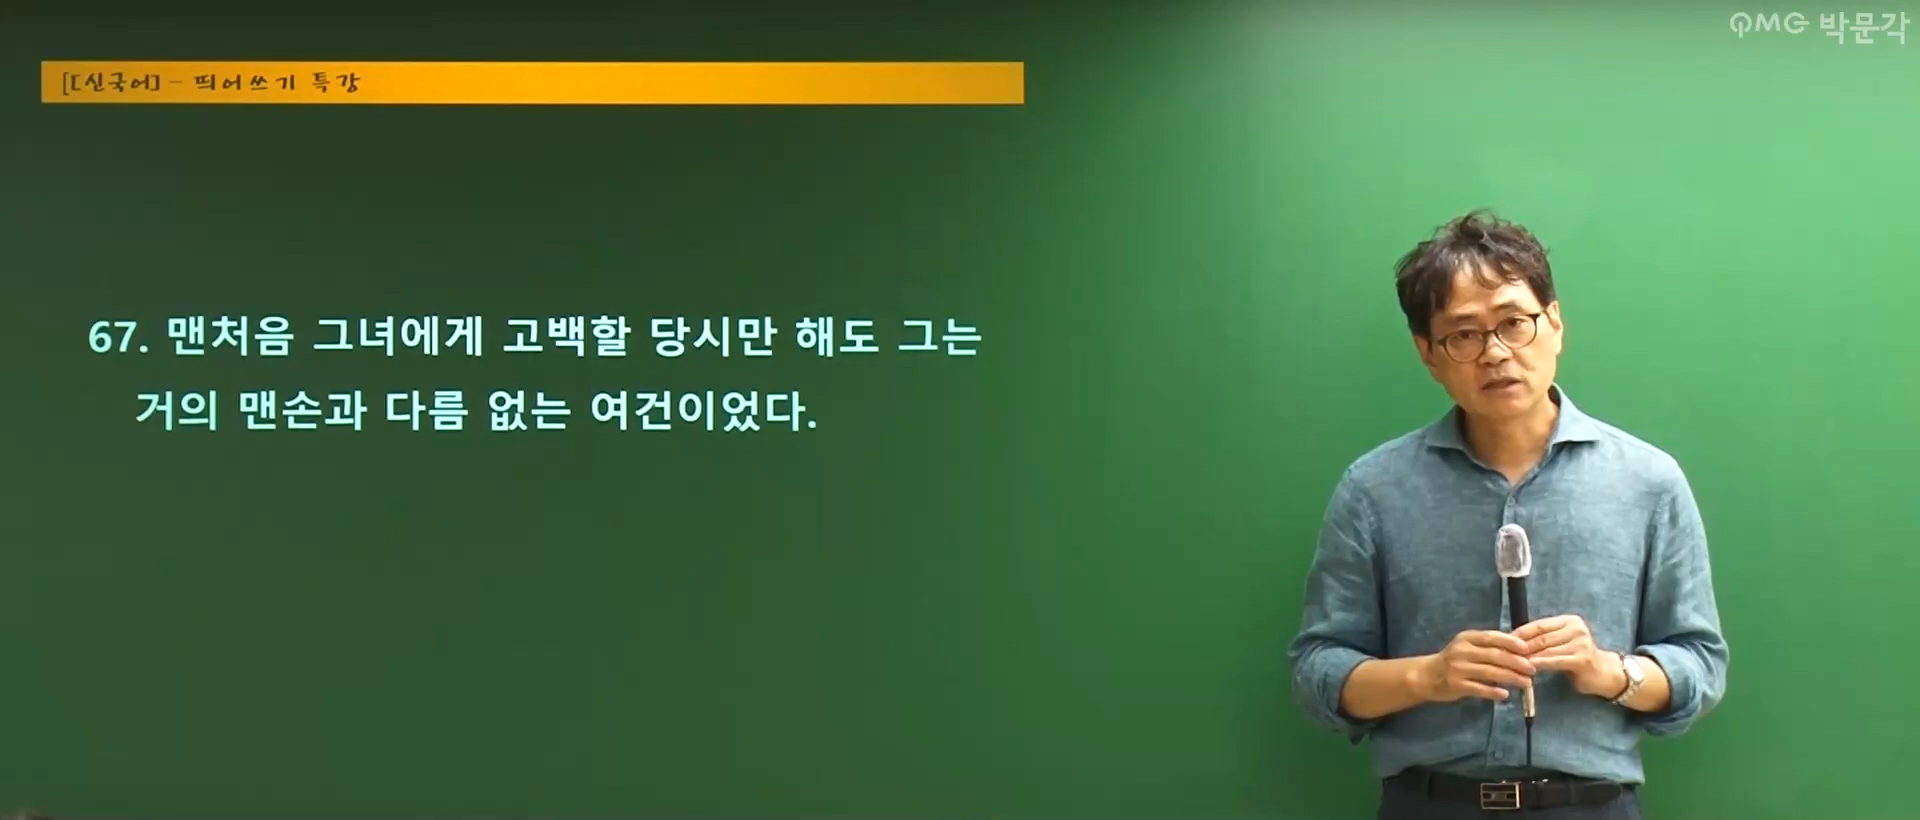 PMG 박문각
[[신국어] - 띄어쓰기 특강
67. 맨처음 그녀에게 고백할 당시만 해도 그는
거의 맨손과 다름 없는 여건이었다.